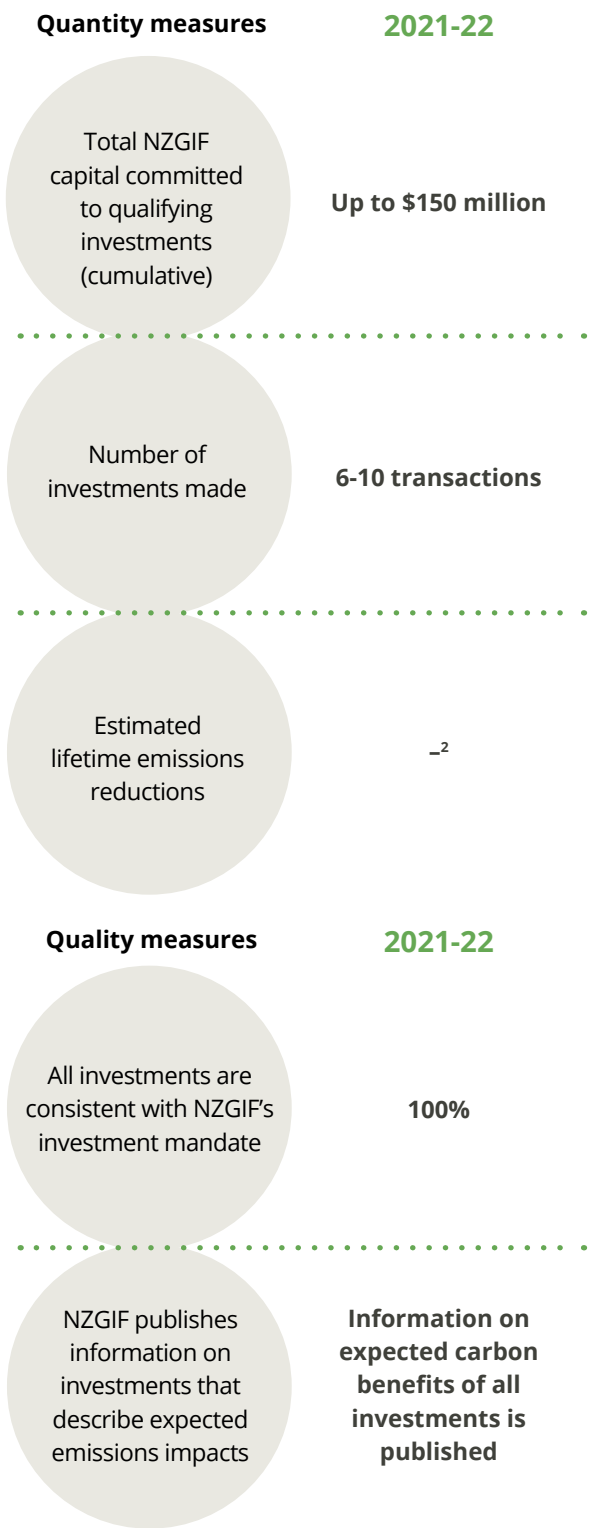 Quantity measures 2021-22
Total NZGIF
capital committed
to qualifying
investments
(cumulative)
Up to $150 million
Number of
investments made
6-10 transactions
Estimated
lifetime emissions
reductions
–²
Quality measures 2021-22
All investments are
consistent with NZGIF’s
investment mandate
100%
NZGIF publishes
information on
investments that
describe expected
emissions impacts
Information on
expected carbon
benefits of all
investments is
published